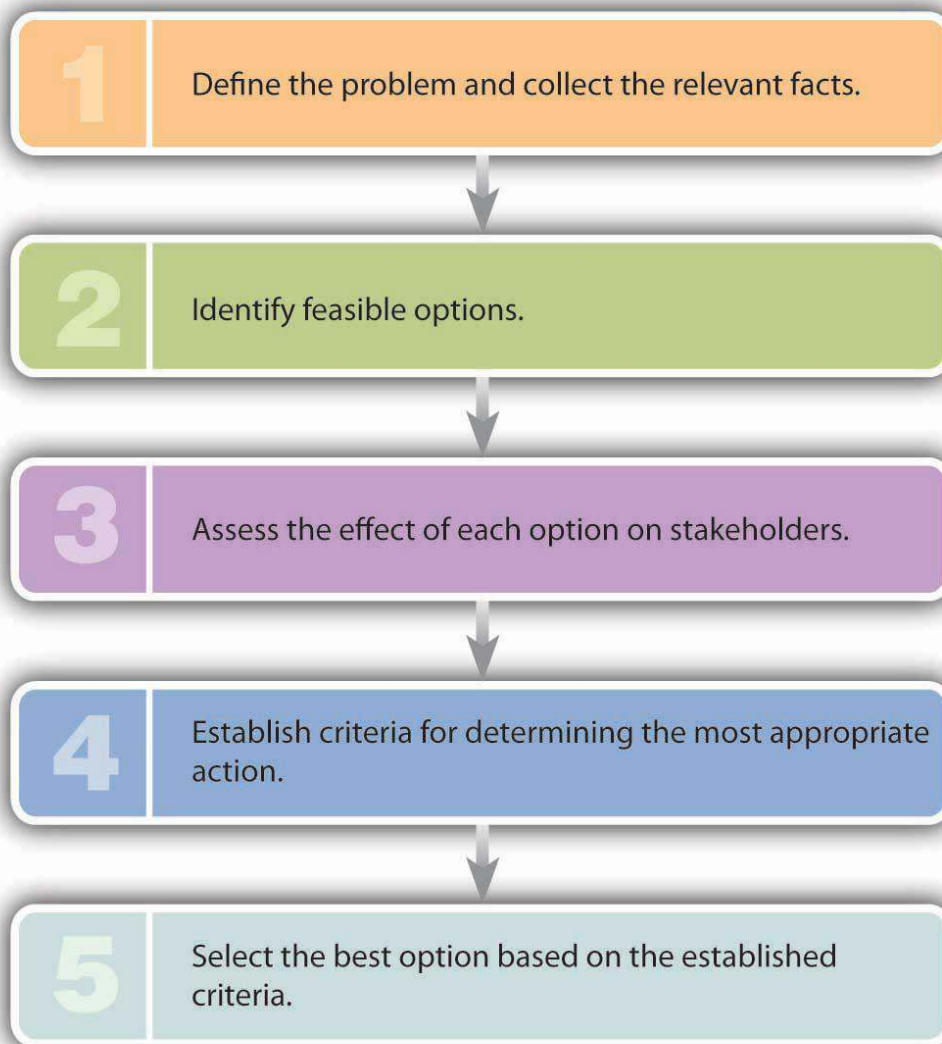 1
Define the problem and collect the relevant facts.
2
Identify feasible options.
3
Assess the effect of each option on stakeholders.
4
Establish criteria for determining the most appropriate
action.
5
Select the best option based on the established
criteria.